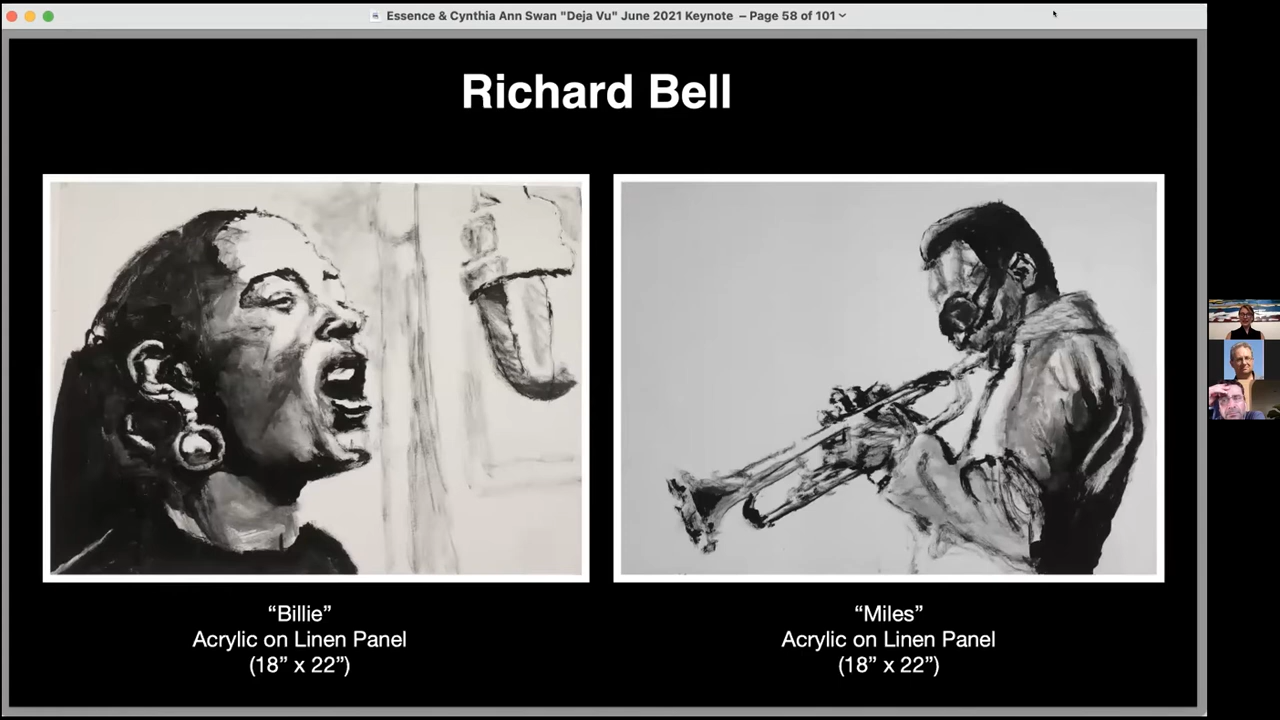 Essence & Cynthia Ann Swan "Deja Vu" June 2021 Keynote – Page 58 of 101
Richard Bell
“Billie”
Acrylic on Linen Panel
(18” x 22”)
“Miles”
Acrylic on Linen Panel
(18” x 22”)